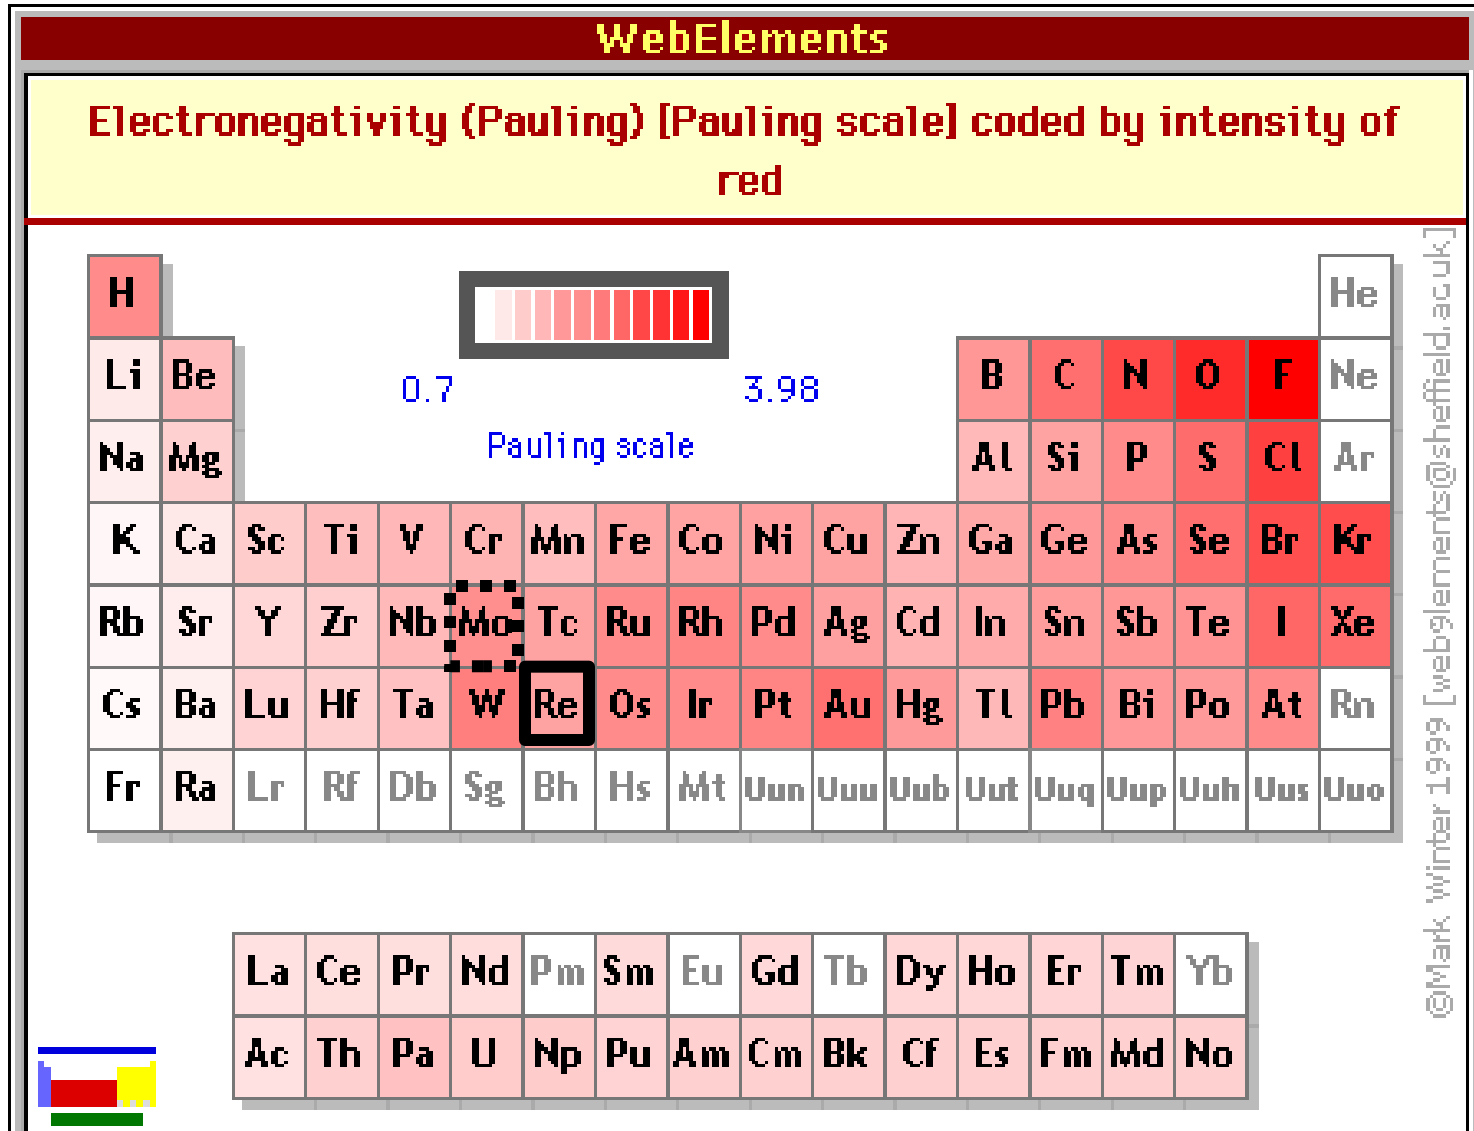 WebElements
Electronegativity (Pauling) [Pauling scale] coded by intensity of
red
H He
Li Be B C N O F Ne
0.7 3.98
Pauling scale
Na Mg Al Si P S Cl Ar
K Ca Sc Ti V Cr Mn Fe Co Ni Cu Zn Ga Ge As Se Br Kr
Rb Sr Y Zr Nb Mo Tc Ru Rh Pd Ag Cd In Sn Sb Te I Xe
Cs Ba Lu Hf Ta W Re Os Ir Pt Au Hg Tl Pb Bi Po At Rn
Fr Ra Lr Rf Db Sg Bh Hs Mt Uun Uuu Uub Uut Uuq Uup Uuh Uus Uuo
La Ce Pr Nd Pm Sm Eu Gd Tb Dy Ho Er Tm Yb
Ac Th Pa U Np Pu Am Cm Bk Cf Es Fm Md No
©Mark Winter 1999 [webelements@sheffield.ac.uk]